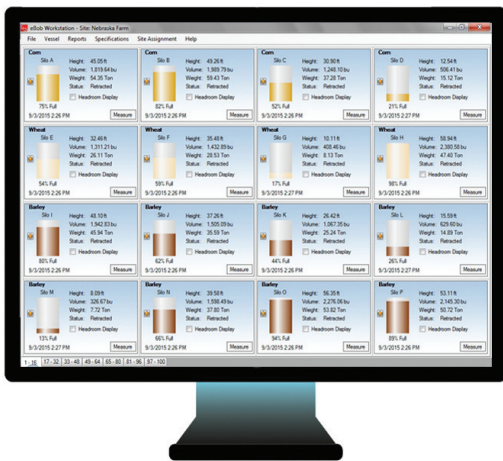 eBob Workstation - Site: Nebraska Farm
File Vessel Reports Specifications Site Assignment Help
Corn
Silo A
Height: 45.05 ft
Volume: 1,819.64 bu
Weight: 54.35 Ton
Status: Retracted
Headroom Display
75% Full
9/3/2015 2:26 PM
Measure
Corn
Silo B
Height: 49.26 ft
Volume: 1,989.79 bu
Weight: 59.43 Ton
Status: Retracted
Headroom Display
82% Full
9/3/2015 2:26 PM
Measure
Corn
Silo C
Height: 30.90 ft
Volume: 1,248.10 bu
Weight: 37.28 Ton
Status: Retracted
Headroom Display
52% Full
9/3/2015 2:26 PM
Measure
Corn
Silo D
Height: 12.54 ft
Volume: 506.41 bu
Weight: 15.12 Ton
Status: Retracted
Headroom Display
21% Full
9/3/2015 2:26 PM
Measure
Wheat
Silo E
Height: 32.46 ft
Volume: 1,311.21 bu
Weight: 26.11 Ton
Status: Retracted
Headroom Display
54% Full
9/3/2015 2:26 PM
Measure
Wheat
Silo F
Height: 35.48 ft
Volume: 1,432.89 bu
Weight: 28.53 Ton
Status: Retracted
Headroom Display
59% Full
9/3/2015 2:26 PM
Measure
Wheat
Silo G
Height: 10.11 ft
Volume: 408.46 bu
Weight: 8.13 Ton
Status: Retracted
Headroom Display
17% Full
9/3/2015 2:27 PM
Measure
Wheat
Silo H
Height: 58.94 ft
Volume: 2,380.58 bu
Weight: 47.40 Ton
Status: Retracted
Headroom Display
98% Full
9/3/2015 2:26 PM
Measure
Barley
Silo I
Height: 48.10 ft
Volume: 1,942.83 bu
Weight: 45.94 Ton
Status: Retracted
Headroom Display
80% Full
9/3/2015 2:26 PM
Measure
Barley
Silo J
Height: 37.26 ft
Volume: 1,505.05 bu
Weight: 35.59 Ton
Status: Retracted
Headroom Display
62% Full
9/3/2015 2:26 PM
Measure
Barley
Silo K
Height: 26.42 ft
Volume: 1,067.35 bu
Weight: 25.24 Ton
Status: Retracted
Headroom Display
44% Full
9/3/2015 2:26 PM
Measure
Barley
Silo L
Height: 15.59 ft
Volume: 629.60 bu
Weight: 14.89 Ton
Status: Retracted
Headroom Display
26% Full
9/3/2015 2:26 PM
Measure
Barley
Silo M
Height: 8.09 ft
Volume: 326.67 bu
Weight: 7.72 Ton
Status: Retracted
Headroom Display
13% Full
9/3/2015 2:27 PM
Measure
Barley
Silo N
Height: 39.58 ft
Volume: 1,598.49 bu
Weight: 37.80 Ton
Status: Retracted
Headroom Display
66% Full
9/3/2015 2:26 PM
Measure
Barley
Silo O
Height: 56.35 ft
Volume: 2,276.06 bu
Weight: 53.82 Ton
Status: Retracted
Headroom Display
94% Full
9/3/2015 2:26 PM
Measure
Barley
Silo P
Height: 53.11 ft
Volume: 2,145.30 bu
Weight: 50.72 Ton
Status: Retracted
Headroom Display
89% Full
9/3/2015 2:26 PM
Measure
1 - 16 17 - 32 33 - 48 49 - 64 65 - 80 81 - 96 97 - 100